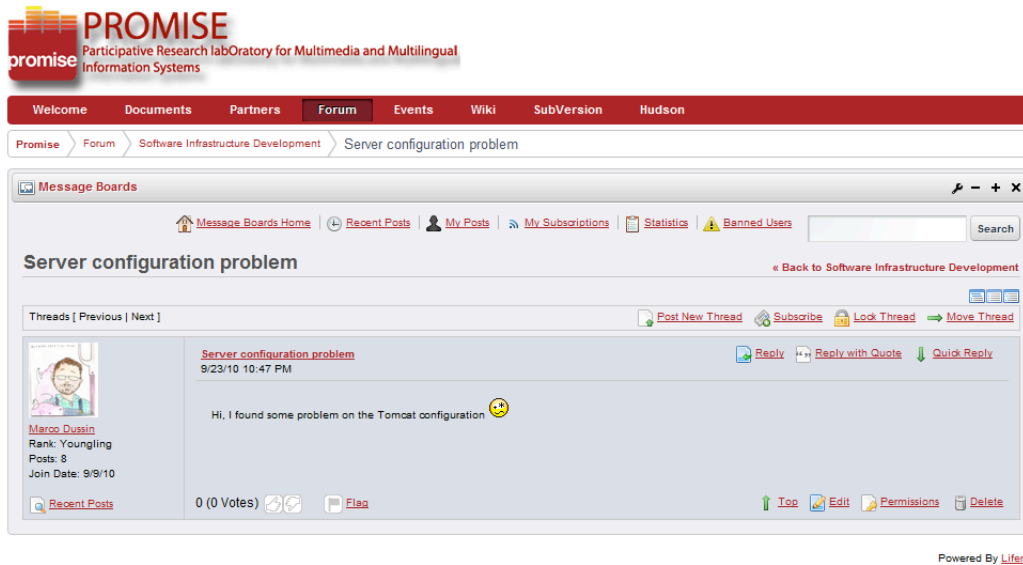 PROMISE
promise
Participative Research labOratory for Multimedia and Multilingual
Information Systems
Welcome Documents Partners Forum Events Wiki SubVersion Hudson
Promise Forum Software Infrastructure Development Server configuration problem
Message Boards
Message Boards Home Recent Posts My Posts My Subscriptions Statistics Banned Users Search
Server configuration problem
« Back to Software Infrastructure Development
Threads [ Previous | Next ] Post New Thread Subscribe Lock Thread Move Thread
Server configuration problem Reply Reply with Quote Quick Reply
9/23/10 10:47 PM
Hi, I found some problem on the Tomcat configuration
Marco Dussin
Rank: Youngling
Posts: 8
Join Date: 9/9/10
Recent Posts 0 (0 Votes) Flag Top Edit Permissions Delete
Powered By Lifer